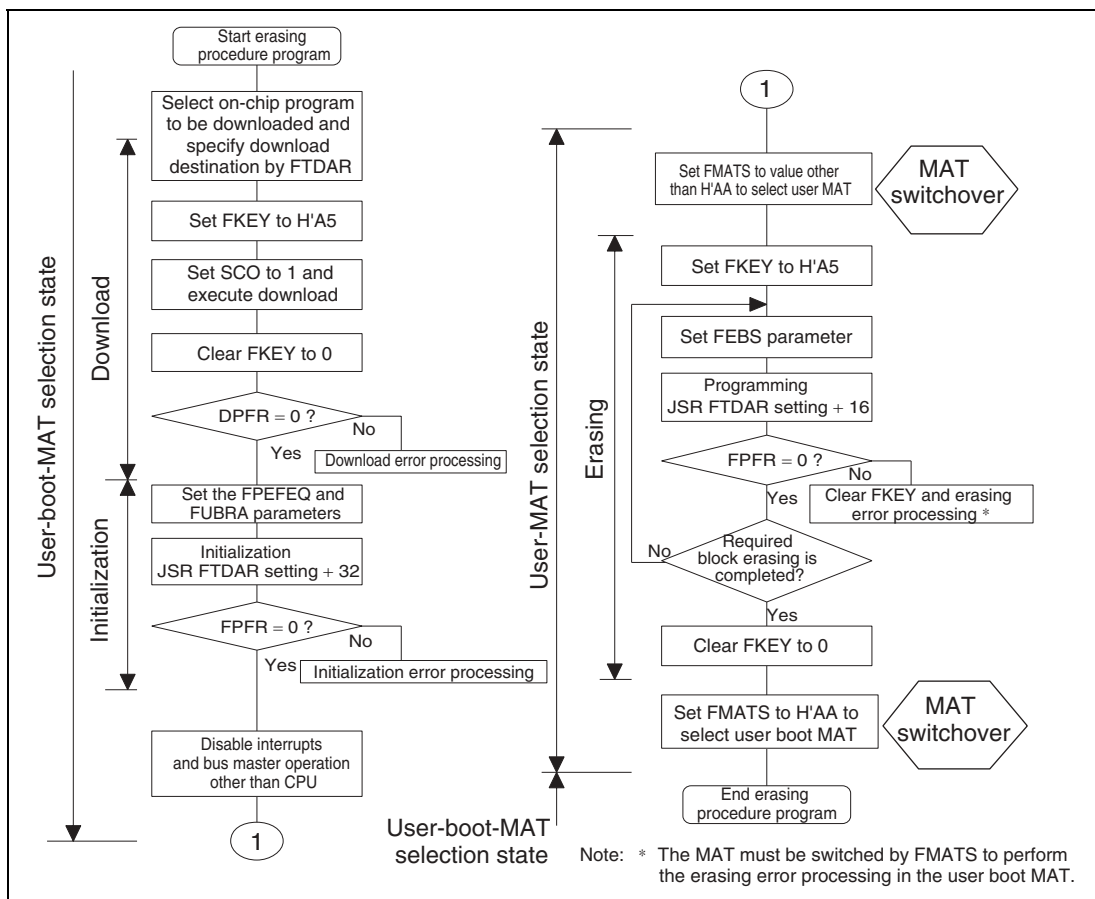 Start erasing
procedure program
Select on-chip program
to be downloaded and
specify download
destination by FTDAR
Set FKEY to H'A5
Set SCO to 1 and
execute download
Clear FKEY to 0
DPFR = 0 ?
No
Yes
Download error processing
Set the FPEFEQ and
FUBRA parameters
Initialization
JSR FTDAR setting + 32
FPFR = 0 ?
No
Yes
Initialization error processing
Disable interrupts
and bus master operation
other than CPU
1
User-boot-MAT selection state
Download
Initialization
1
Set FMATS to value other
than H'AA to select user MAT
MAT
switchover
Set FKEY to H'A5
Set FEBS parameter
Programming
JSR FTDAR setting + 16
FPFR = 0 ?
No
Yes
Clear FKEY and erasing
error processing *
Required
block erasing is
completed?
No
Yes
Clear FKEY to 0
Set FMATS to H'AA to
select user boot MAT
MAT
switchover
End erasing
procedure program
User-MAT selection state
Erasing
User-boot-MAT
selection state
Note: * The MAT must be switched by FMATS to perform
the erasing error processing in the user boot MAT.